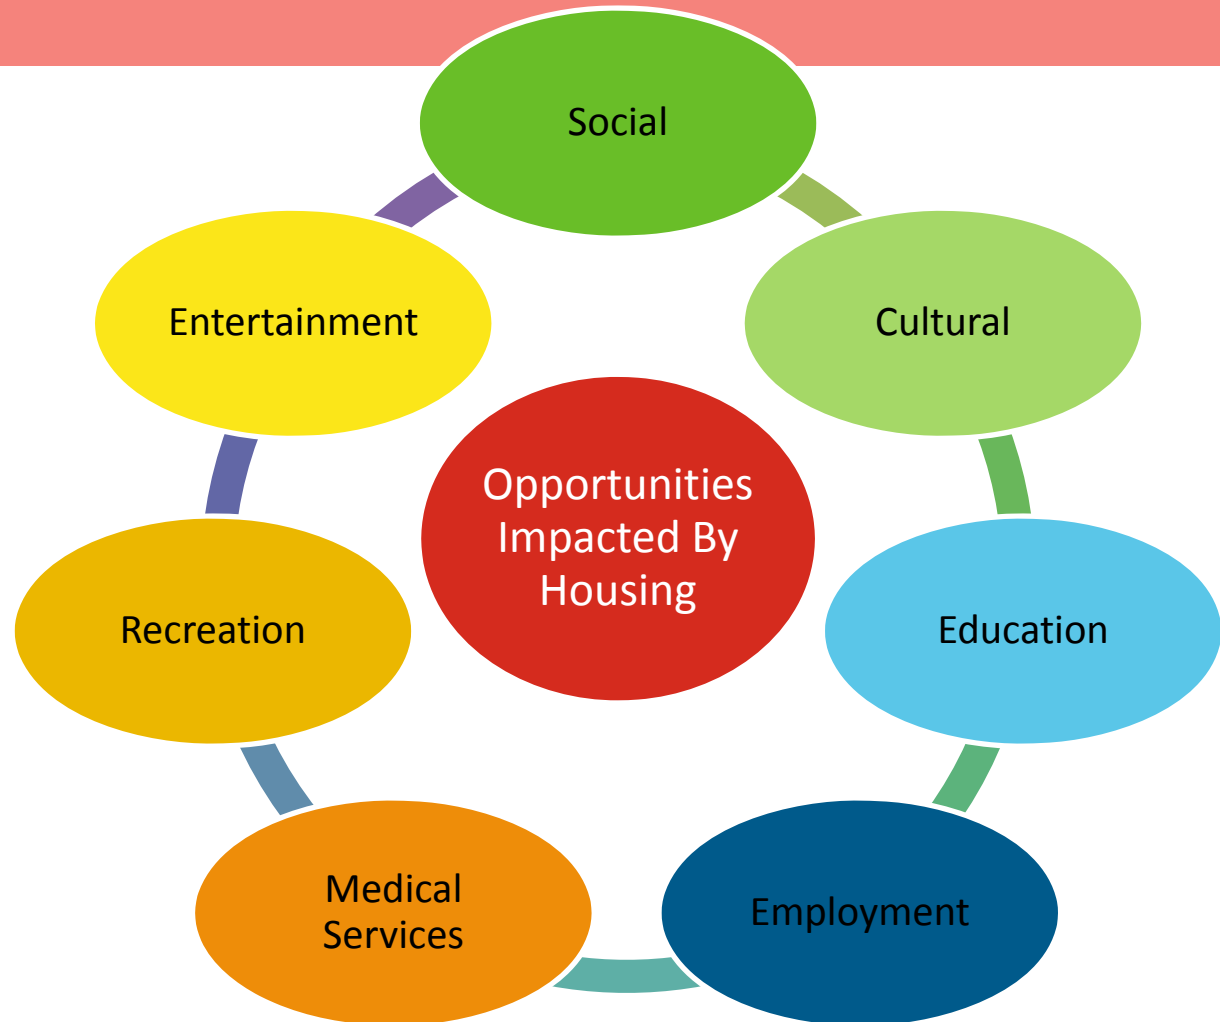 Social
Cultural
Education
Employment
Medical
Services
Recreation
Entertainment
Opportunities
Impacted By
Housing